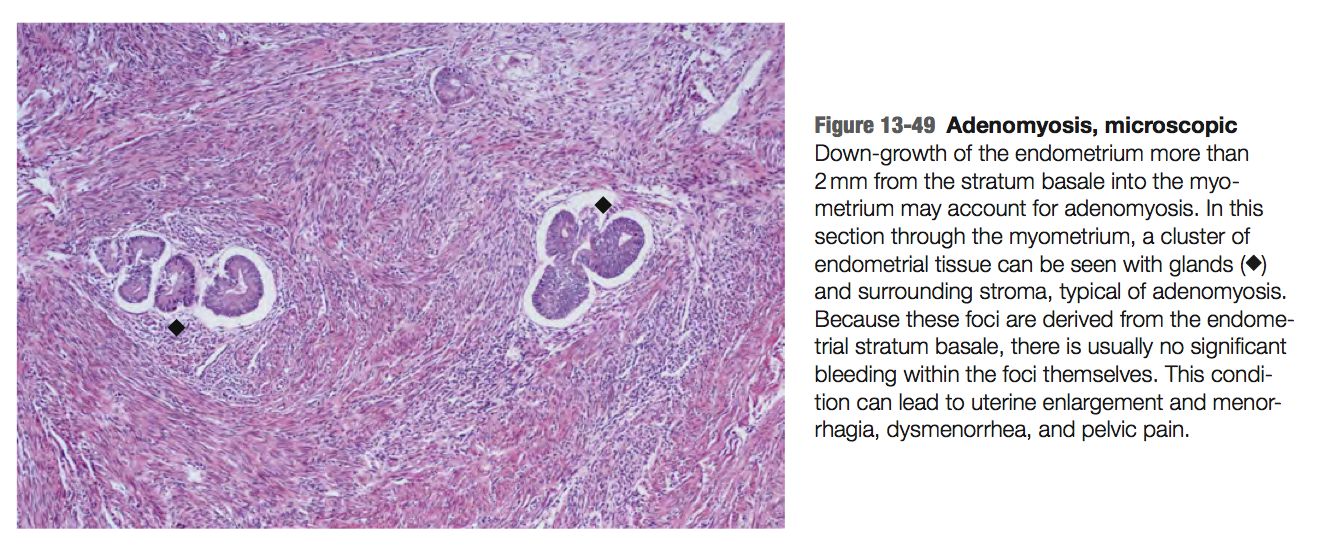 Figure 13-49 Adenomyosis, microscopic
Down-growth of the endometrium more than
2 mm from the stratum basale into the myo-
metrium may account for adenomyosis. In this
section through the myometrium, a cluster of
endometrial tissue can be seen with glands (◆)
and surrounding stroma, typical of adenomyosis.
Because these foci are derived from the endome-
trial stratum basale, there is usually no significant
bleeding within the foci themselves. This condi-
tion can lead to uterine enlargement and menor-
rhagia, dysmenorrhea, and pelvic pain.